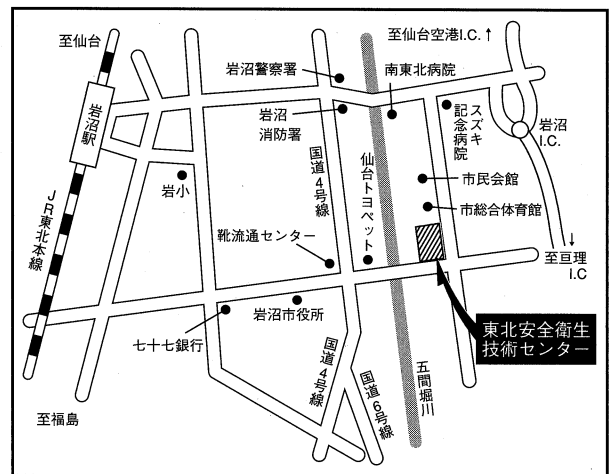 至仙台
至仙台空港I.C.↑
岩沼警察署
南東北病院
岩沼駅
岩沼
消防署
スズキ
記念病院
岩沼
I.C.
国道4号線
仙台トヨペット
岩小
市民会館
市総合体育館
JR東北本線
靴流通センター
↓
至亘理
I.C
岩沼市役所
七十七銀行
東北安全衛生
技術センター
国道4号線
国道6号線
五間堀川
至福島